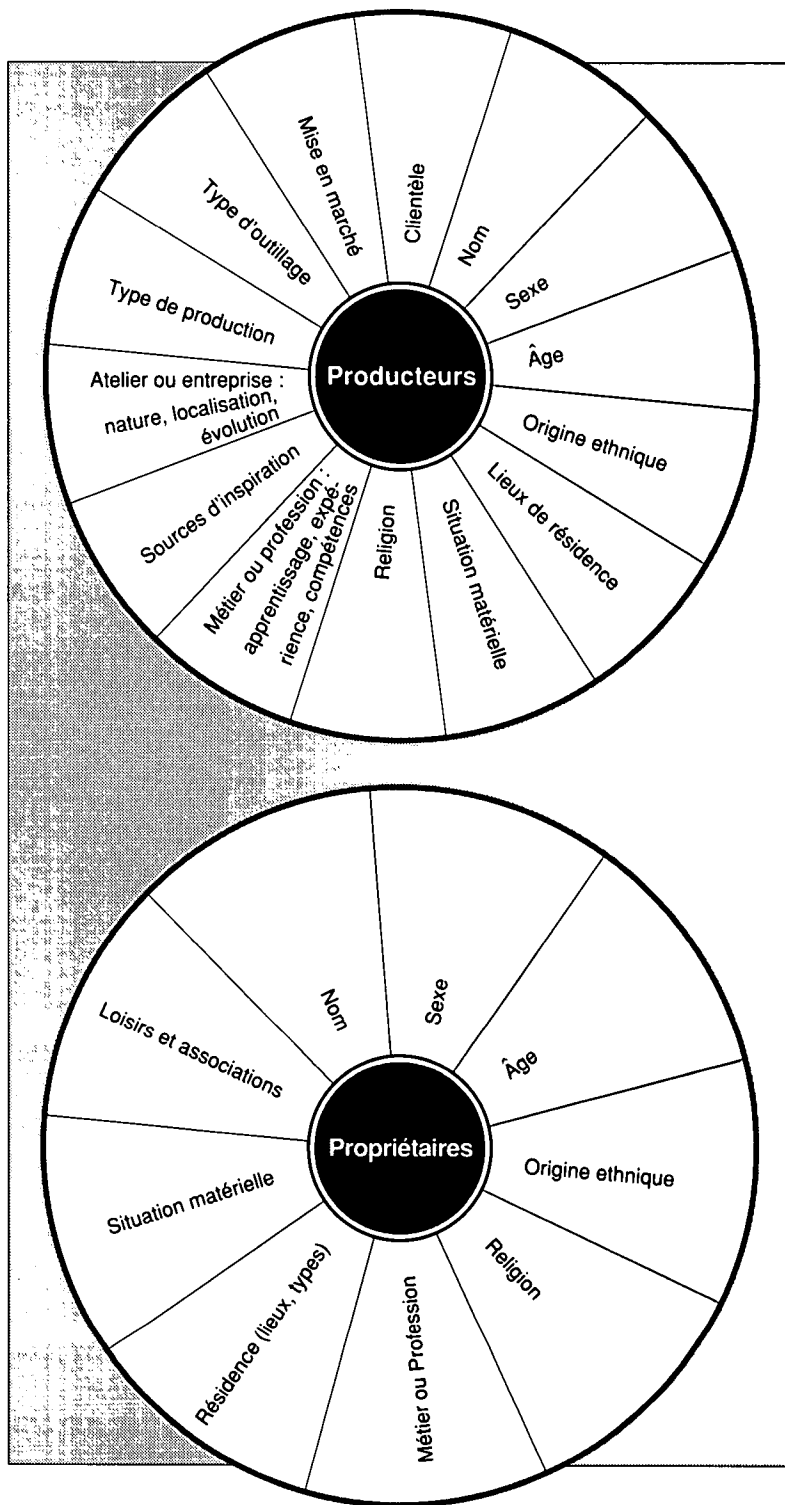 Producteurs
Nom
Sexe
Âge
Origine ethnique
Lieux de résidence
Situation matérielle
Religion
Métier ou profession :
apprentissage, expé-
rience, compétences
Sources d'inspiration
Atelier ou entreprise :
nature, localisation,
évolution
Type de production
Type d'outillage
Mise en marché
Clientèle
Propriétaires
Nom
Sexe
Âge
Origine ethnique
Religion
Métier ou Profession
Résidence (lieux, types)
Situation matérielle
Loisirs et associations